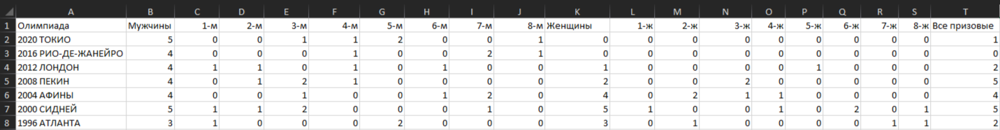 A B C D E F G H I J K L M N O P Q R S T
1 Олимпиада Мужчины 1-м 2-м 3-м 4-м 5-м 6-м 7-м 8-м Женщины 1-ж 2-ж 3-ж 4-ж 5-ж 6-ж 7-ж 8-ж Все призовые
2 2020 ТОКИО 5 0 0 1 1 2 0 0 1 0 0 0 0 0 0 0 0 0 1
3 2016 РИО-ДЕ-ЖАНЕЙРО 4 0 0 0 1 0 0 2 1 0 0 0 0 0 0 0 0 0 0
4 2012 ЛОНДОН 4 1 1 0 1 0 1 0 0 1 0 0 0 0 1 0 0 0 2
5 2008 ПЕКИН 4 0 1 2 1 0 0 0 0 2 0 0 2 0 0 0 0 0 5
6 2004 АФИНЫ 4 0 0 1 0 0 1 2 0 4 0 2 1 1 0 0 0 0 4
7 2000 СИДНЕЙ 5 1 1 2 0 0 0 1 0 5 1 0 0 1 0 2 0 1 5
8 1996 АТЛАНТА 3 1 0 0 0 2 0 0 0 3 0 1 0 0 0 0 1 1 2